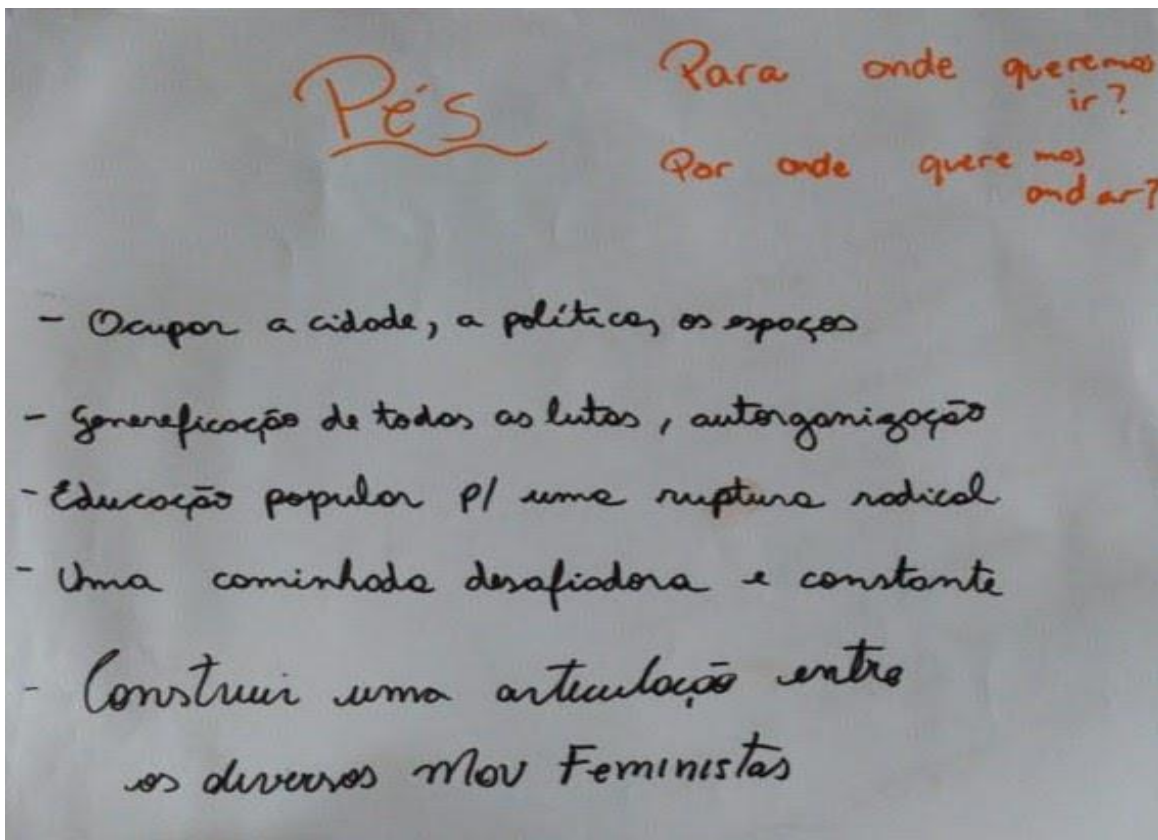 Pés
Para onde queremos
ir?
Por onde queremos
andar?
- Ocupar a cidade, a política, os espaços
- Genereficação de todas as lutas, autorganização
- Educação popular p/ uma ruptura radical
- Uma caminhada desafiadora e constante
- Construir uma articulação entre
os diversos Mov Feministas